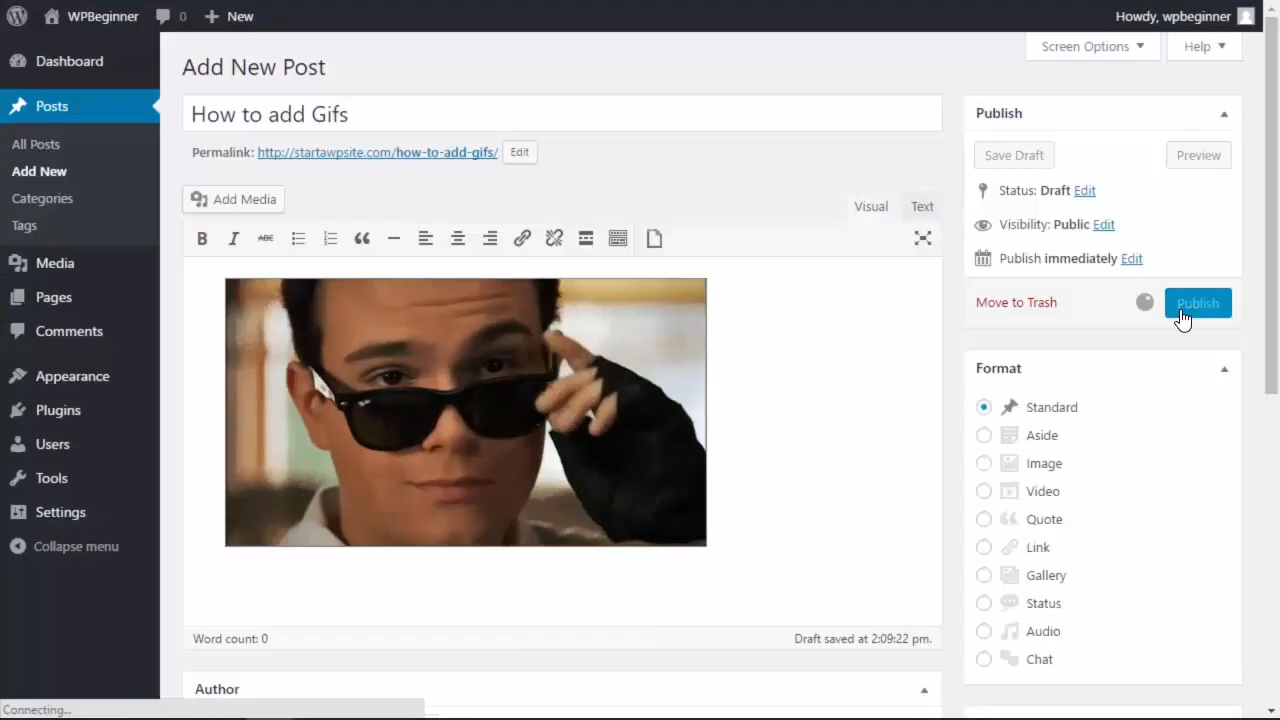 WPBeginner 0 New Howdy, wpbeginner
Dashboard
Posts
All Posts
Add New
Categories
Tags
Media
Pages
Comments
Appearance
Plugins
Users
Tools
Settings
Collapse menu
Screen Options Help
Add New Post
How to add Gifs
Permalink: http://startawpsite.com/how-to-add-gifs/ Edit
Add Media
Visual Text
B I ABC
Word count: 0 Draft saved at 2:09:22 pm.
Author
Publish
Save Draft Preview
Status: Draft Edit
Visibility: Public Edit
Publish immediately Edit
Move to Trash Publish
Format
Standard
Aside
Image
Video
Quote
Link
Gallery
Status
Audio
Chat
Connecting...